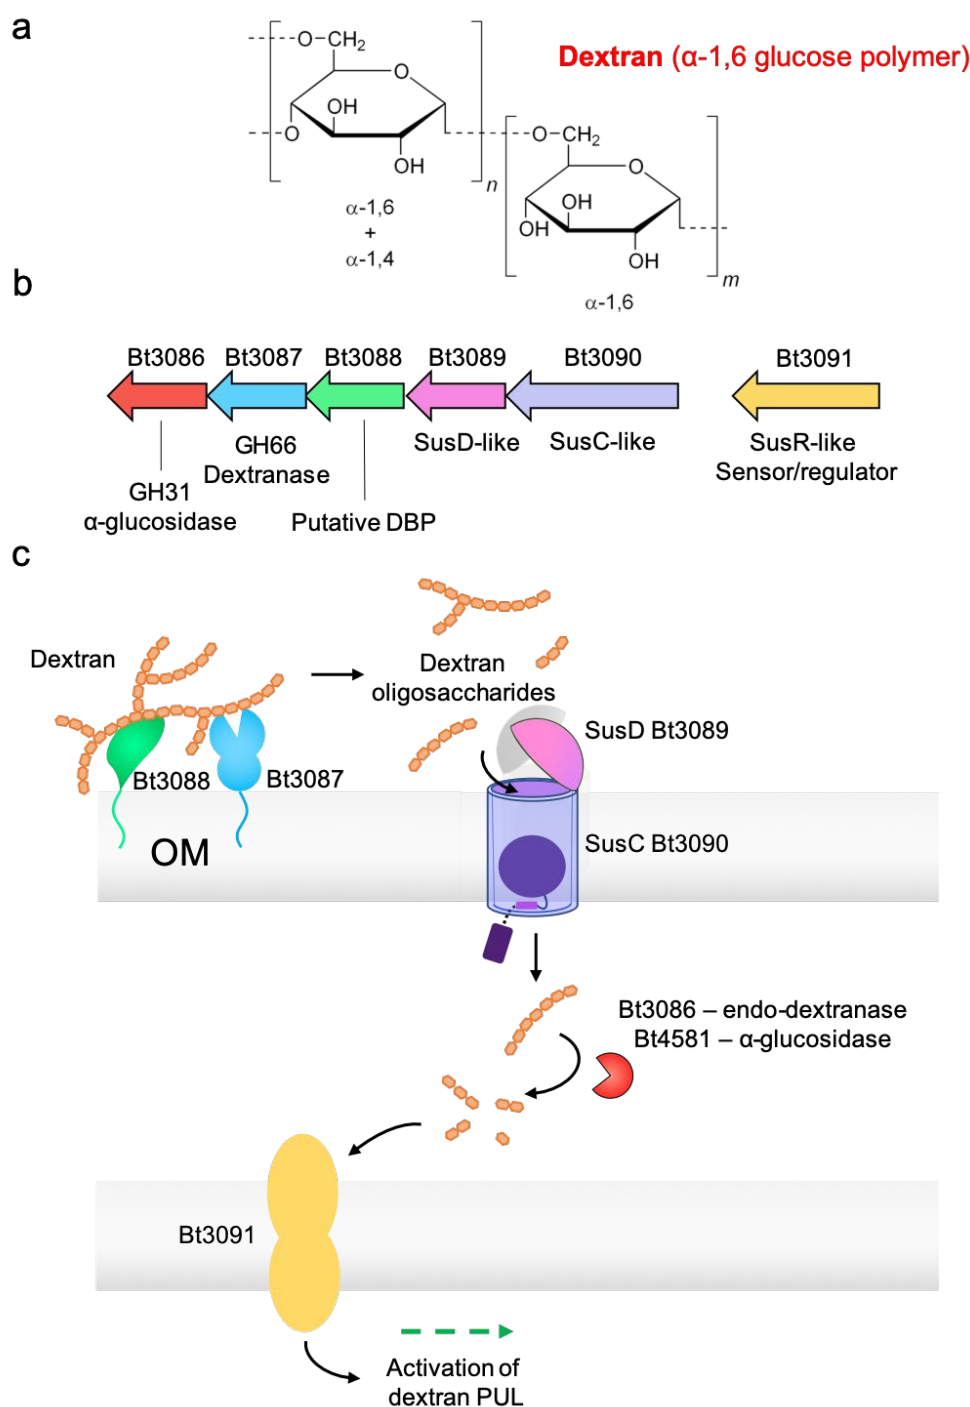 a
Dextran (α-1,6 glucose polymer)
O
CH2
O
OH
O
OH
n
α-1,6
+
α-1,4
O
CH2
O
OH
OH
OH
m
α-1,6
b
Bt3086 Bt3087 Bt3088 Bt3089 Bt3090 Bt3091
GH66
Dextranase
SusD-like
SusC-like
SusR-like
Sensor/regulator
GH31
α-glucosidase
Putative DBP
c
Dextran
Dextran
oligosaccharides
SusD Bt3089
Bt3088
Bt3087
OM
SusC Bt3090
Bt3086 – endo-dextranase
Bt4581 – α-glucosidase
Bt3091
Activation of
dextran PUL